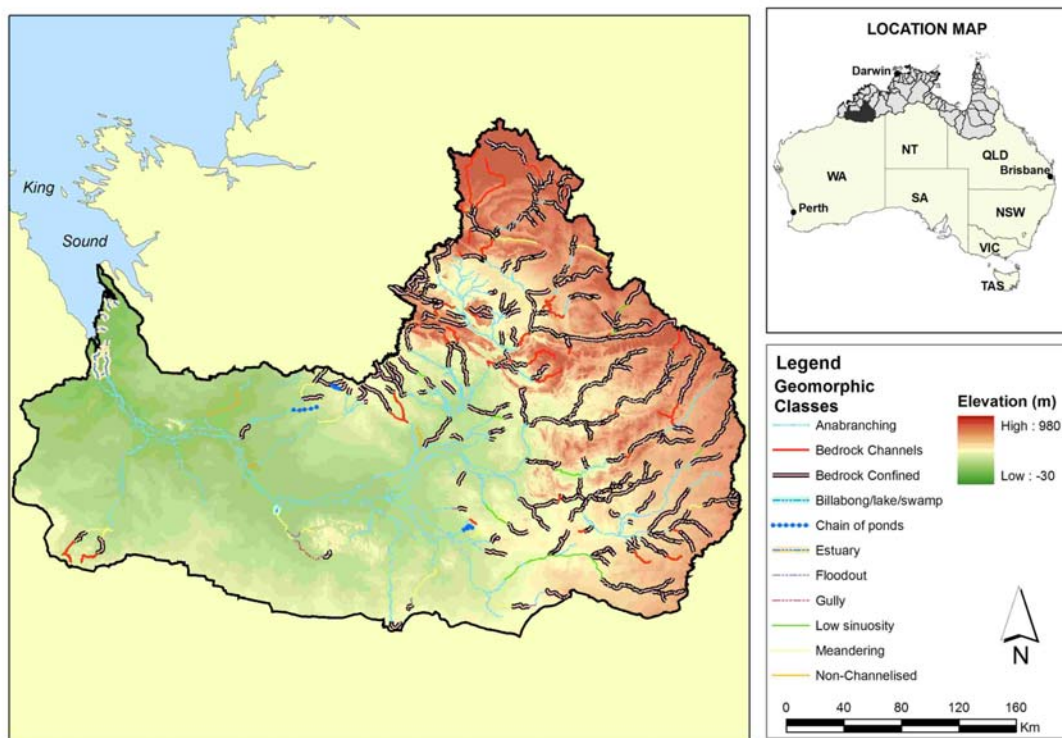 King
Sound
LOCATION MAP
Darwin
NT
QLD
Brisbane
WA
SA
Perth
NSW
VIC
TAS
Legend
Geomorphic
Classes
Anabranching
Bedrock Channels
Bedrock Confined
Billabong/lake/swamp
Chain of ponds
Estuary
Floodout
Gully
Low sinuosity
Meandering
Non-Channelised
Elevation (m)
High : 980
Low : -30
N
0 40 80 120 160
Km